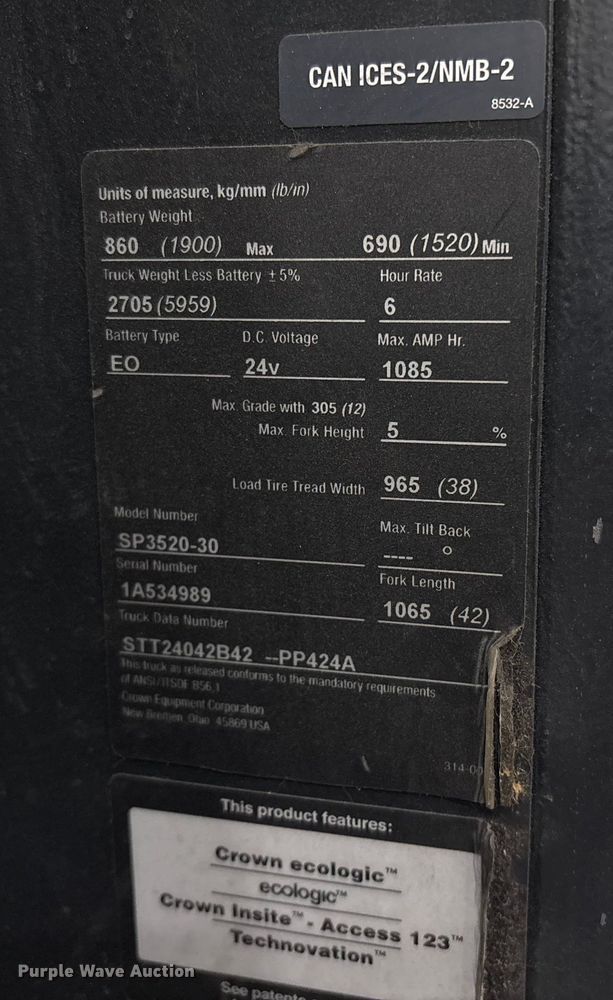 CAN ICES-2/NMB-2
8532-A
Units of measure, kg/mm (lb/in)
Battery Weight
860 (1900) Max 690 (1520) Min
Truck Weight Less Battery ±5% Hour Rate
2705 (5959) 6
Battery Type D.C. Voltage Max. AMP Hr.
EO 24v 1085
Max. Grade with 305 (12)
Max. Fork Height 5 %
Load Tire Tread Width 965 (38)
Model Number Max. Tilt Back
SP3520-30 ---- °
Serial Number Fork Length
1A534989 1065 (42)
Truck Data Number
STT24042B42 --PP424A
This truck as released conforms to the mandatory requirements
of ANSI/ITSDF B56.1
Crown Equipment Corporation
New Bremen, Ohio 45869 USA
This product features:
Crown ecologic™
ecologic™
Crown Insite™ - Access 123™
Technovation™
See
Purple Wave Auction